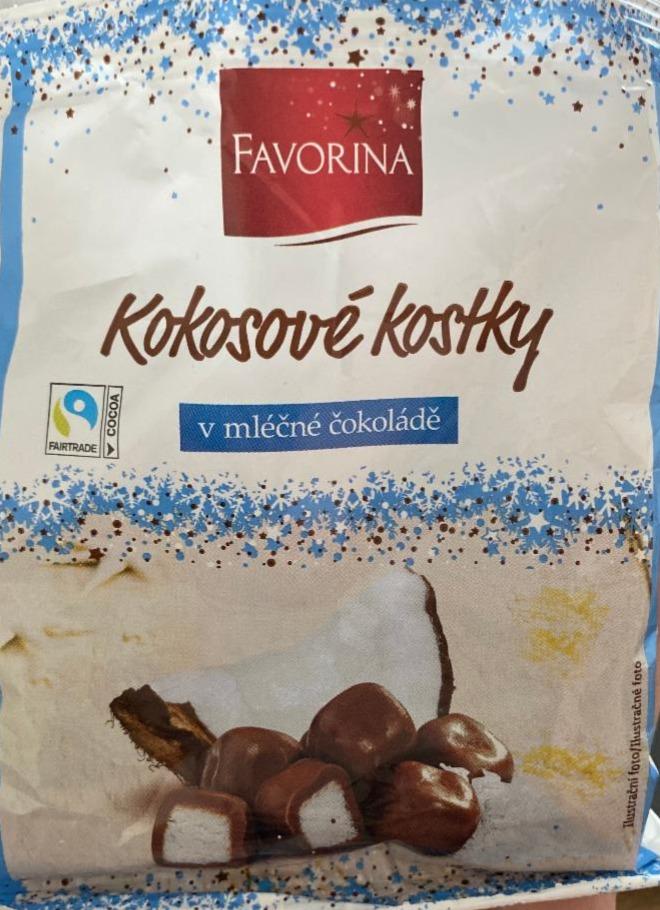 FAVORINA
Kokosové kostky
FAIRTRADE
COCOA
v mléčné čokoládě
Ilustrační foto/Ilustračné foto